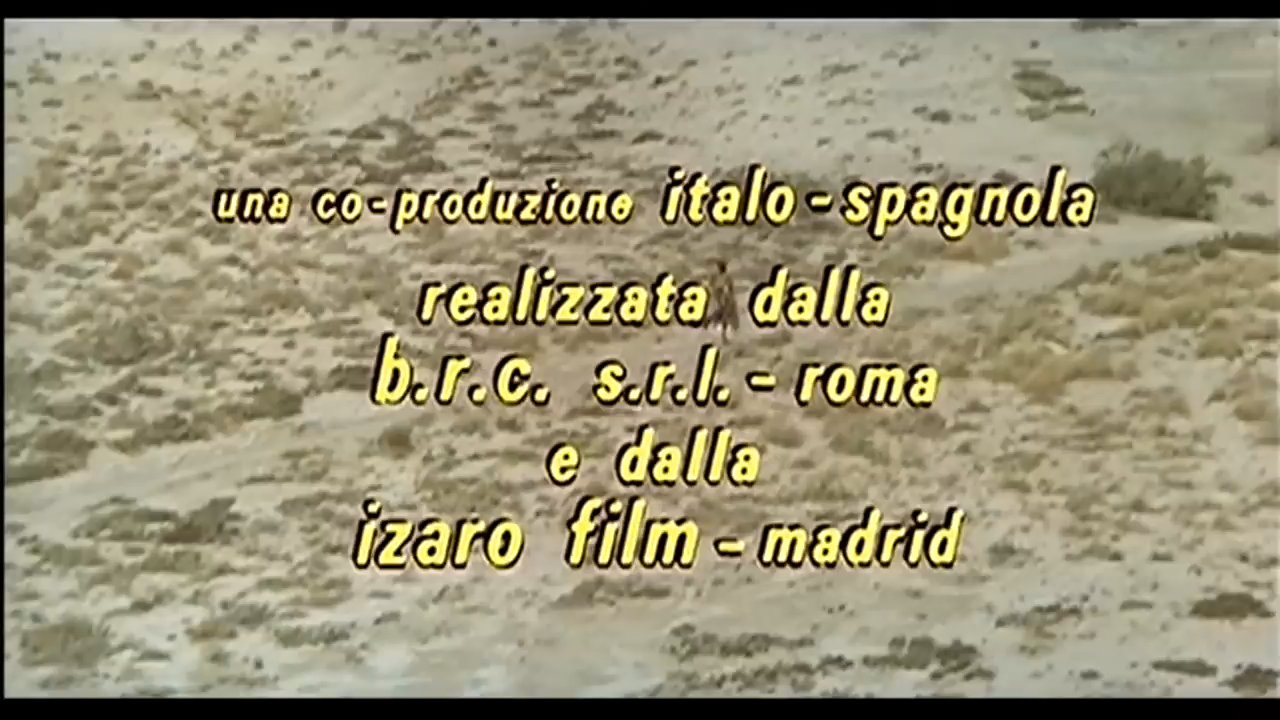 una co-produzione italo-spagnola
realizzata dalla
b.r.c. s.r.l. - roma
e dalla
izaro film - madrid